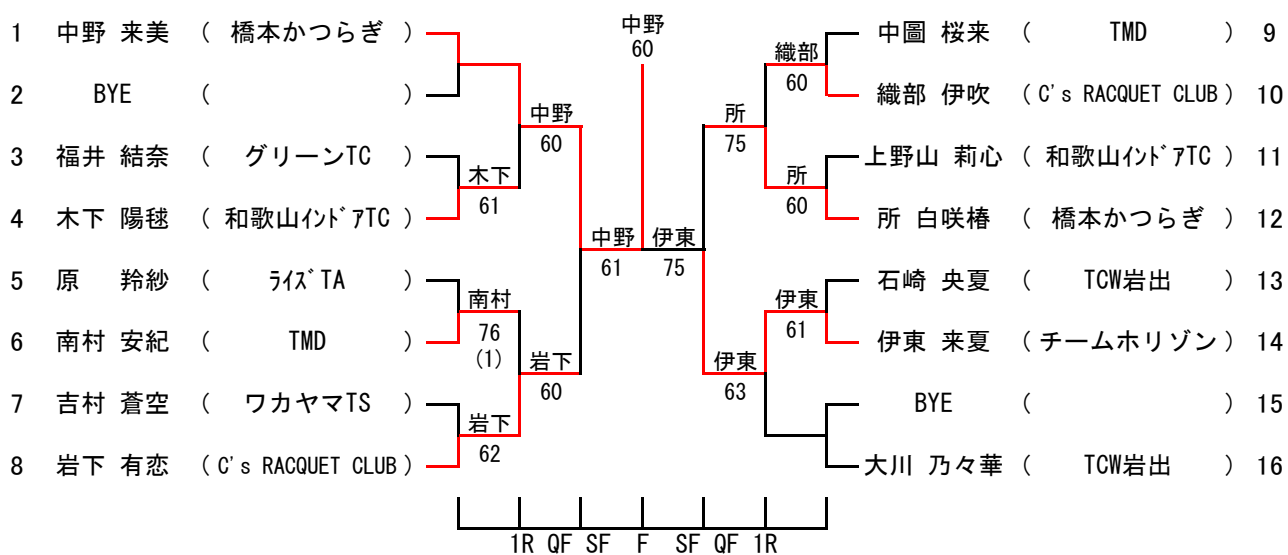 中野
60
1 中野 来美 ( 橋本かつらぎ )
2 BYE ( )
3 福井 結奈 ( グリーンTC )
4 木下 陽毬 ( 和歌山ｲﾝﾄﾞｱTC )
5 原 羚紗 ( ﾗｲｽﾞTA )
6 南村 安紀 ( TMD )
7 吉村 蒼空 ( ワカヤマTS )
8 岩下 有恋 ( C's RACQUET CLUB )
木下
61
南村
76
(1)
岩下
62
中野
60
岩下
60
中野
61
伊東
75
所
75
伊東
63
織部
60
所
60
伊東
61
中圖 桜来 ( TMD ) 9
織部 伊吹 ( C's RACQUET CLUB ) 10
上野山 莉心 ( 和歌山ｲﾝﾄﾞｱTC ) 11
所 白咲椿 ( 橋本かつらぎ ) 12
石崎 央夏 ( TCW岩出 ) 13
伊東 来夏 ( チームホリゾン ) 14
BYE ( ) 15
大川 乃々華 ( TCW岩出 ) 16
1R QF SF F SF QF 1R